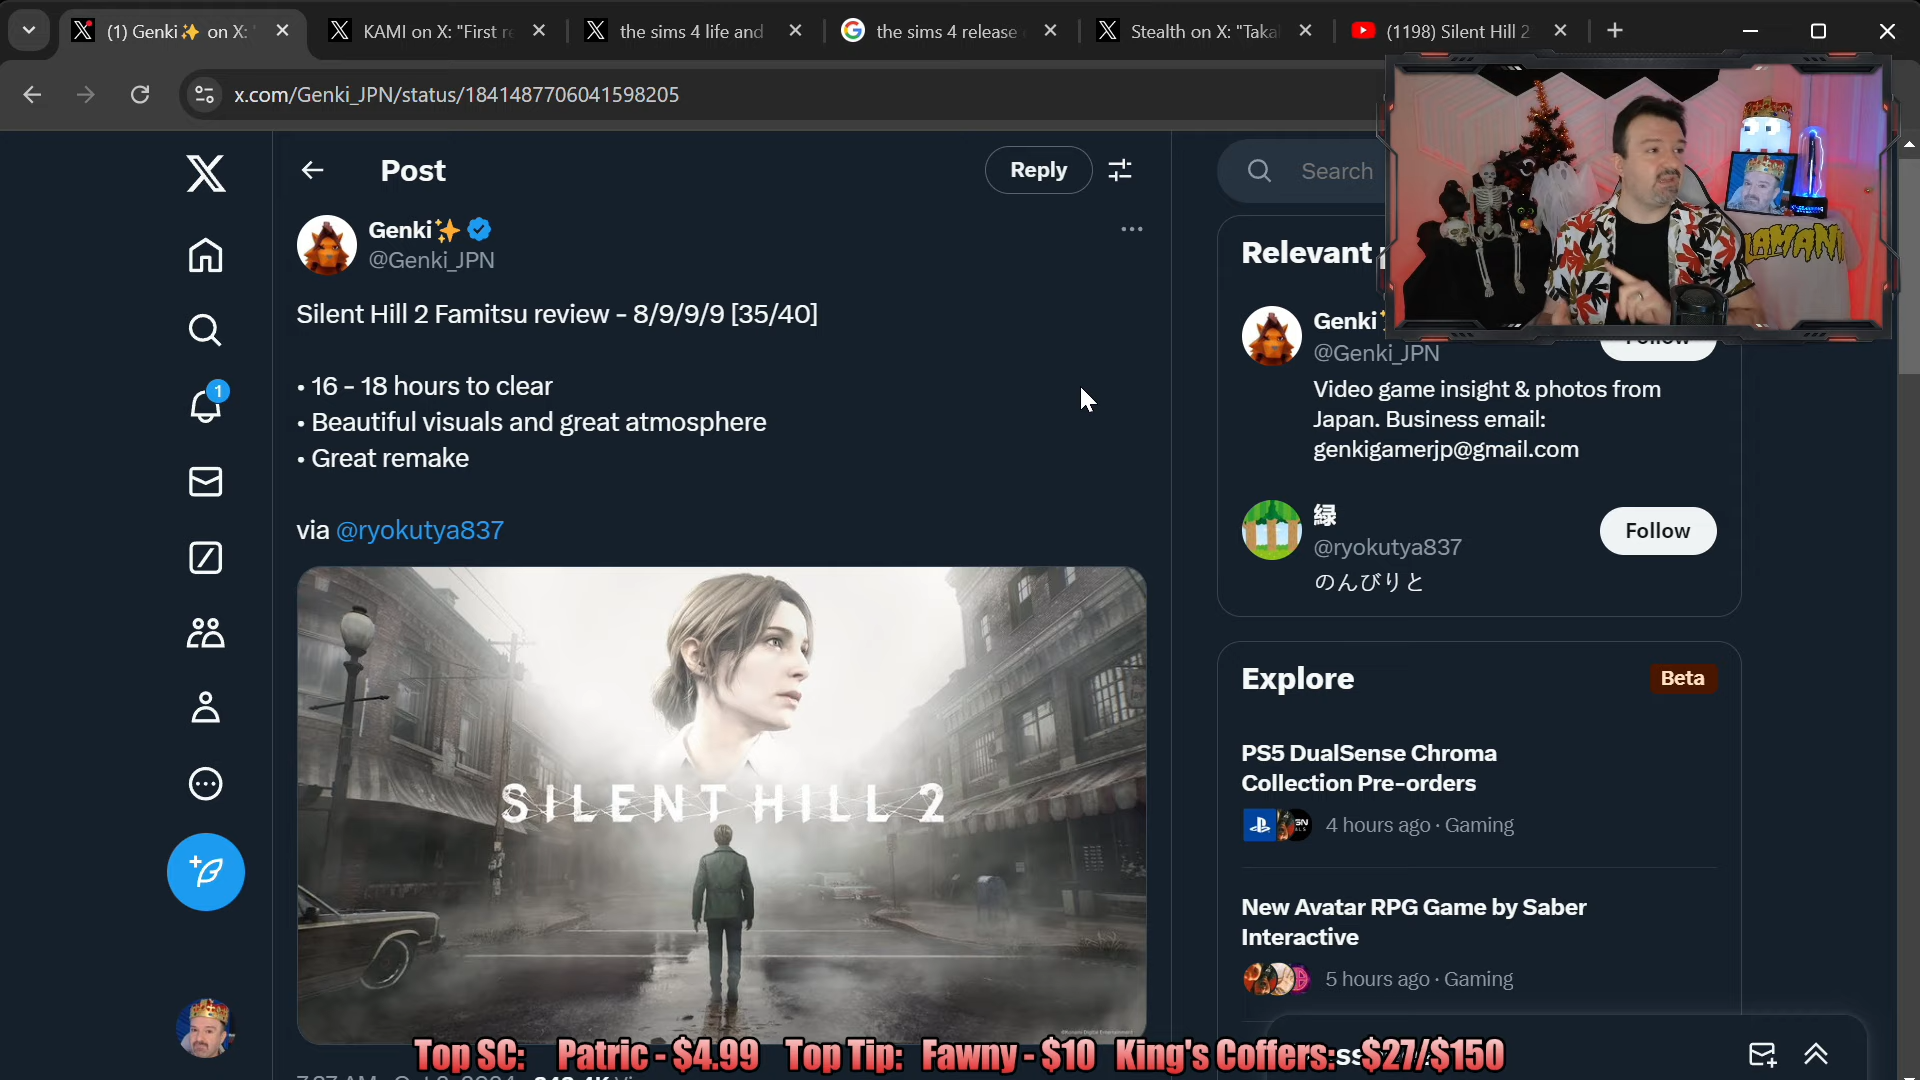 (1) Genki✨ on X: "
KAMI on X: "First r
the sims 4 life and
the sims 4 release
Stealth on X: "Taka
(1198) Silent Hill 2
x.com/Genki_JPN/status/1841487706041598205
Post
Reply
Search
Genki✨
@Genki_JPN
Silent Hill 2 Famitsu review - 8/9/9/9 [35/40]
• 16 - 18 hours to clear
• Beautiful visuals and great atmosphere
• Great remake
via @ryokutya837
SILENT HILL 2
1
Relevant
Genki
@Genki_JPN
Follow
Video game insight & photos from
Japan. Business email:
genkigamerjp@gmail.com
緑
@ryokutya837
Follow
のんびりと
Explore
Beta
PS5 DualSense Chroma
Collection Pre-orders
4 hours ago · Gaming
New Avatar RPG Game by Saber
Interactive
5 hours ago · Gaming
Top SC: Patric - $4.99 Top Tip: Fawny - $10 King's Coffers: $27/$150